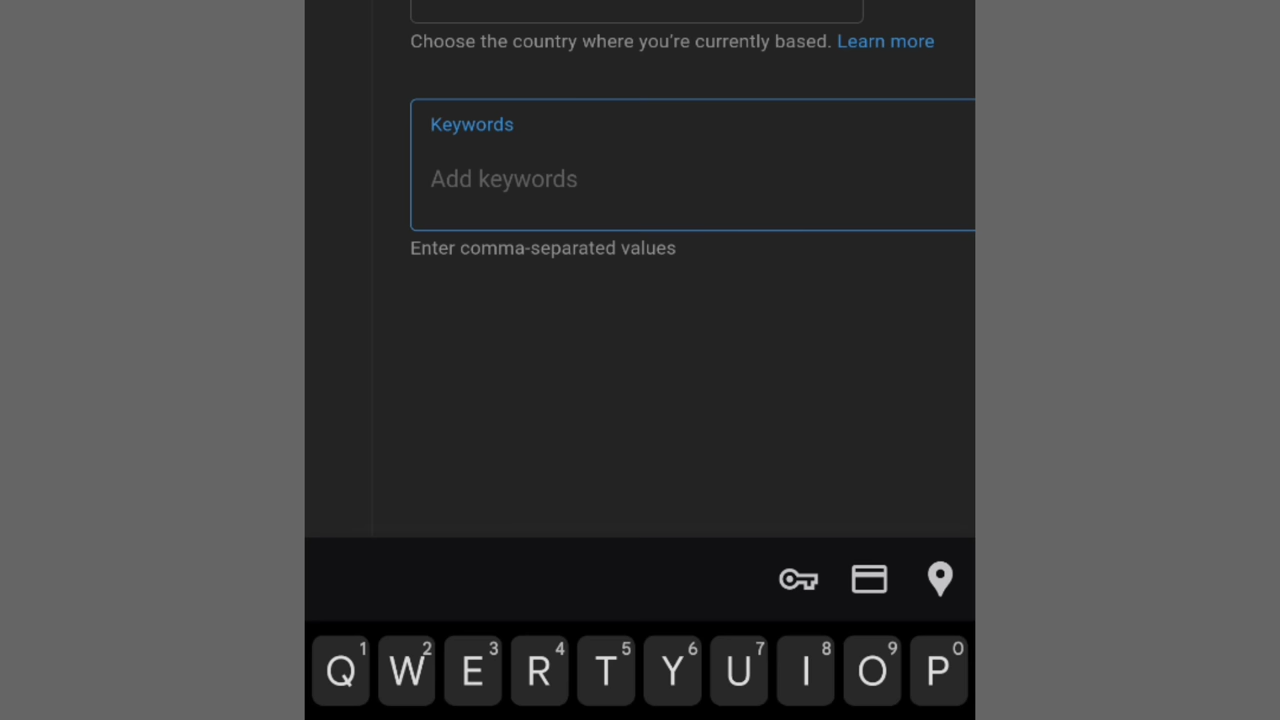 Choose the country where you're currently based. Learn more
Keywords
Add keywords
Enter comma-separated values
Q1 W2 E3 R4 T5 Y6 U7 I8 O9 P0